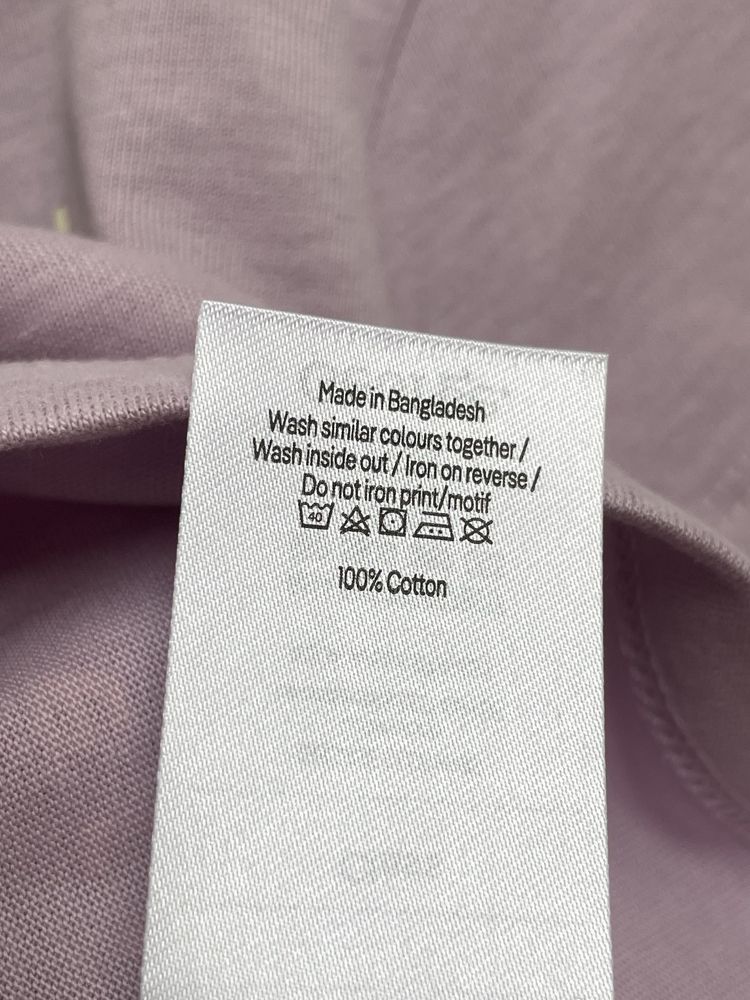 Made in Bangladesh
Wash similar colours together /
Wash inside out / Iron on reverse /
Do not iron print/motif
40
100% Cotton